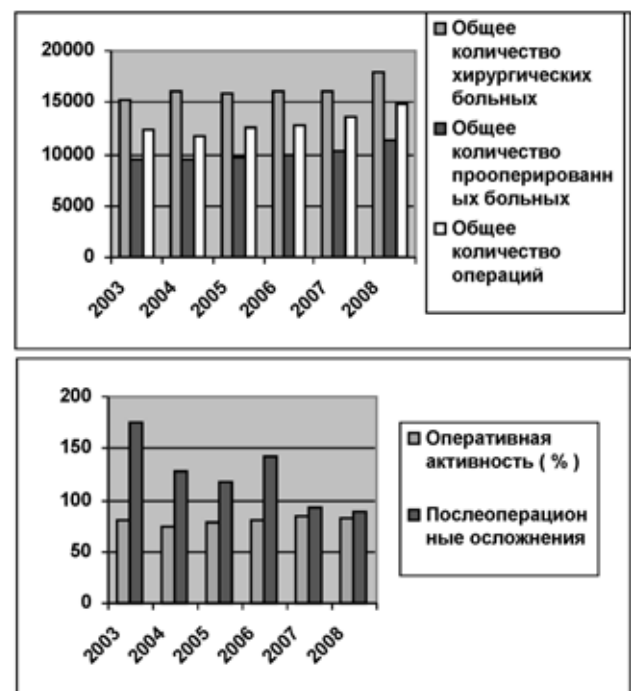 20000
15000
10000
5000
0
2003
2004
2005
2006
2007
2008
Общее
количество
хирургических
больных
Общее
количество
прооперированн
ых больных
Общее
количество
операций
200
150
100
50
0
2003
2004
2005
2006
2007
2008
Оперативная
активность ( % )
Послеоперацион
ные осложнения